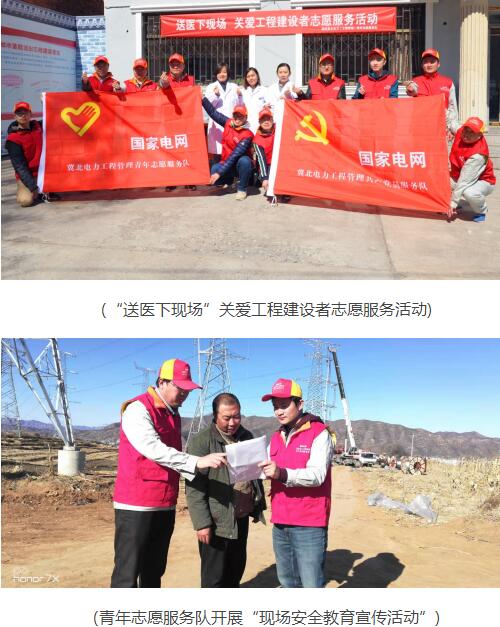 送医下现场 关爱工程建设者志愿服务活动
国家电网
冀北电力工程管理青年志愿服务队
国家电网
冀北电力工程管理共产党员服务队
(“送医下现场”关爱工程建设者志愿服务活动)
honor 7X
(青年志愿服务队开展“现场安全教育宣传活动”)